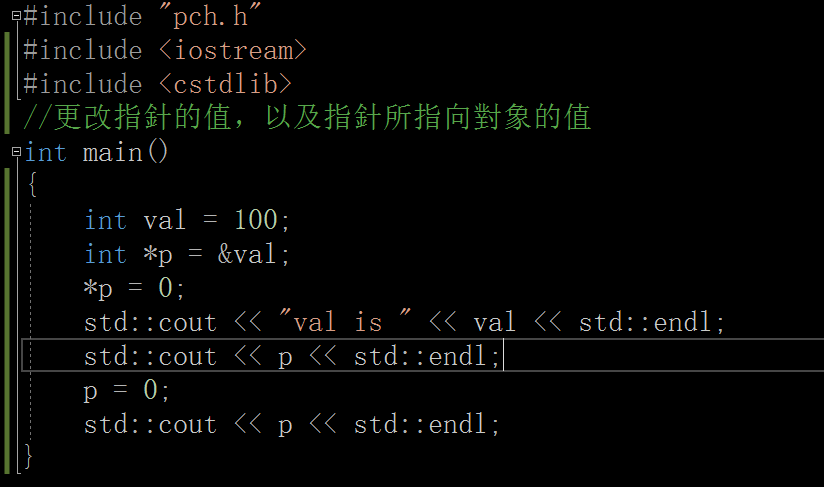 #include "pch.h"
#include <iostream>
#include <cstdlib>
//更改指針的值，以及指針所指向對象的值
int main()
{
    int val = 100;
    int *p = &val;
    *p = 0;
    std::cout << "val is " << val << std::endl;
    std::cout << p << std::endl;
    p = 0;
    std::cout << p << std::endl;
}